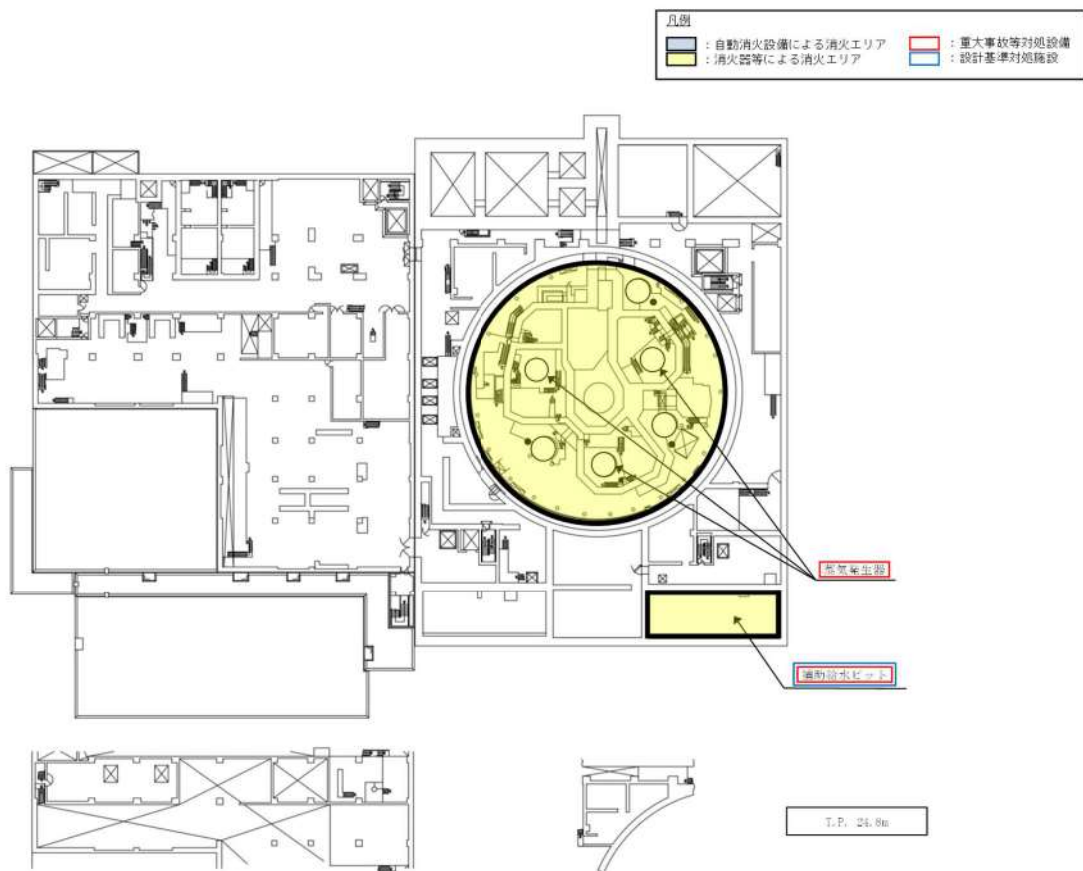 凡例
：自動消火設備による消火エリア
：重大事故等対処設備
：消火器等による消火エリア
：設計基準対処施設
蒸気発生器
補助給水ピット
T.P. 24.8m